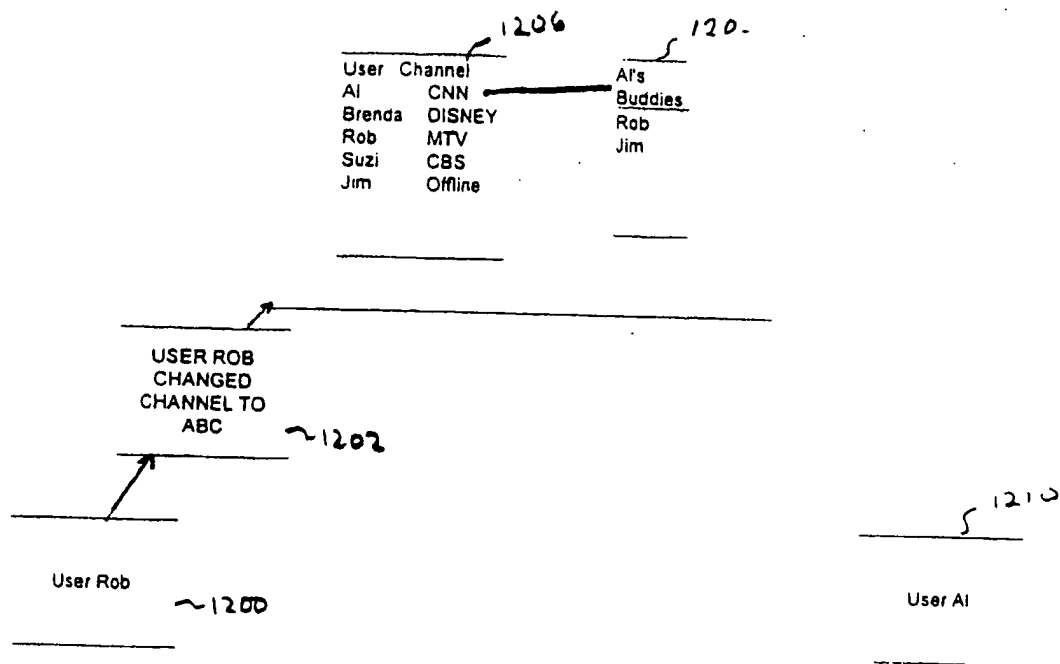 1206
120.
User Channel
Al CNN
Brenda DISNEY
Rob MTV
Suzi CBS
Jim Offline
Al's
Buddies
Rob
Jim
USER ROB
CHANGED
CHANNEL TO
ABC
~1202
User Rob
~1200
1210
User Al